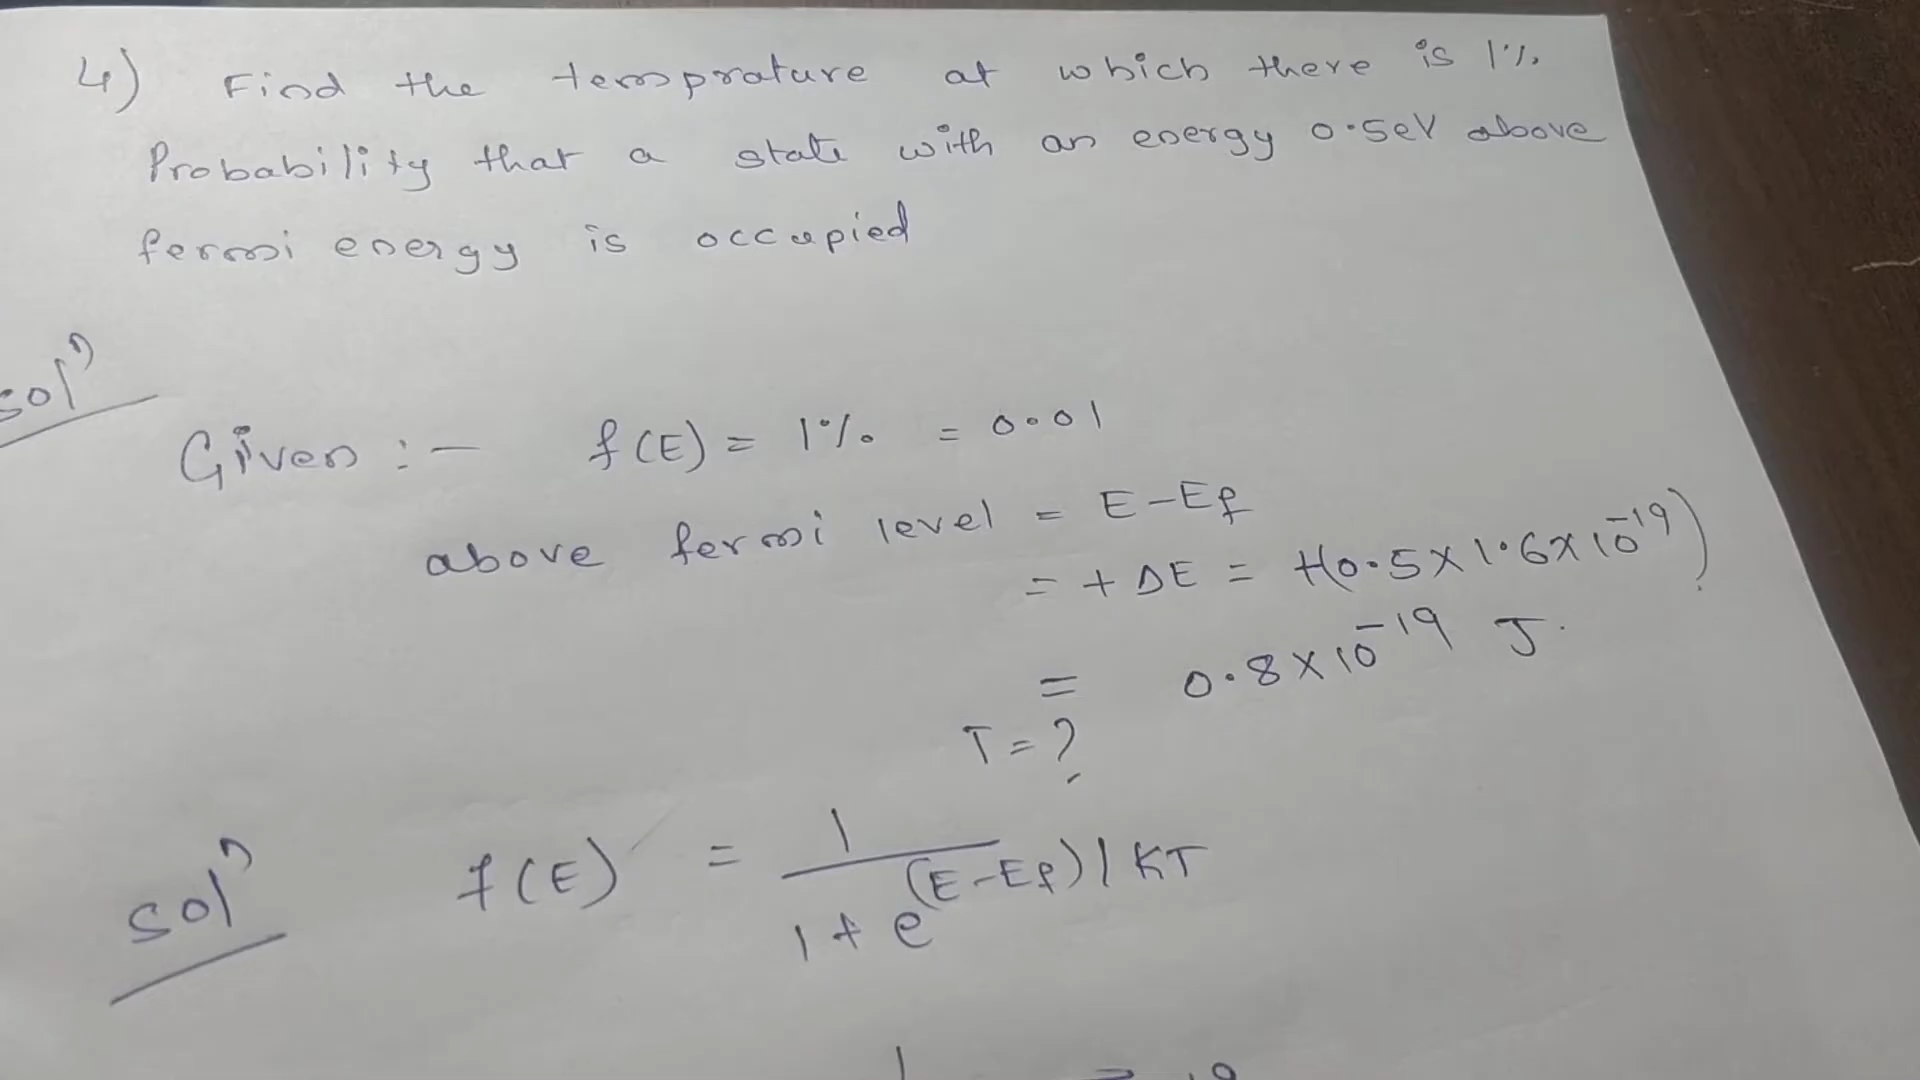 4) Find the temprature at which there is 1%
Probability that a state with an energy 0.5eV above
fermi energy is occupied
soln
Given :- f(E) = 1% = 0.01
above fermi level = E-Ef
= + ΔE = +(0.5×1.6×10^-19)
= 0.8×10^-19 J.
T = ?
soln f(E) = 1
1+e^(E-Ef)/KT